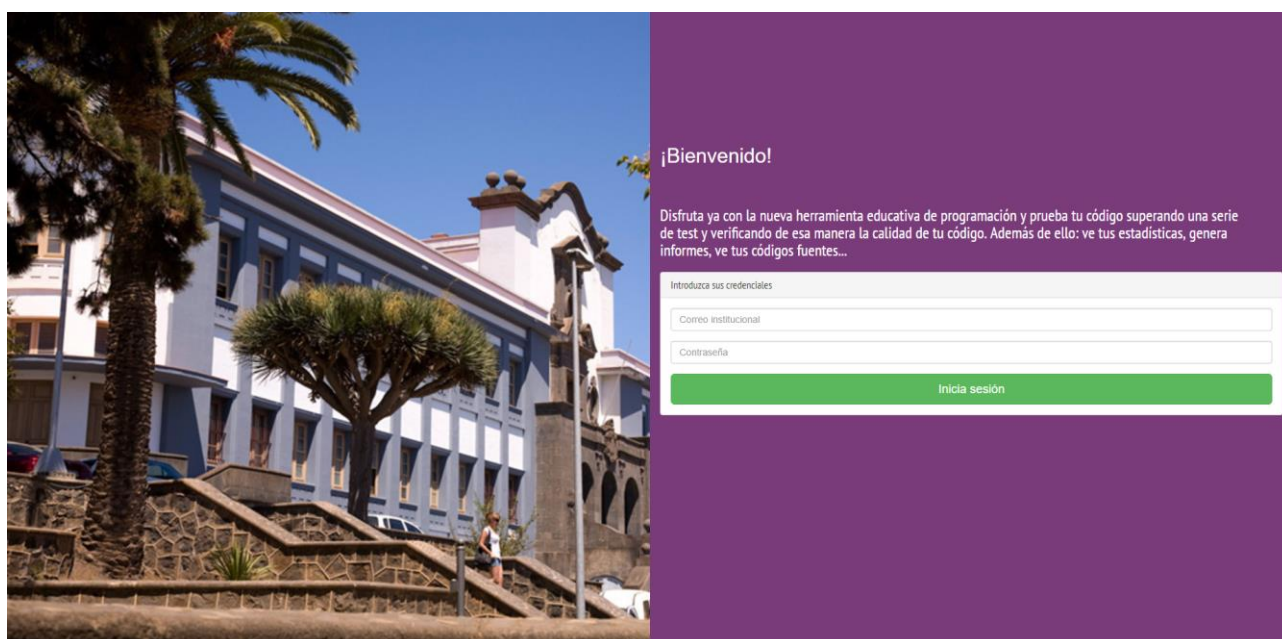 ¡Bienvenido!
Disfruta ya con la nueva herramienta educativa de programación y prueba tu código superando una serie
de test y verificando de esa manera la calidad de tu código. Además de ello: ve tus estadísticas, genera
informes, ve tus códigos fuentes...
Introduzca sus credenciales
Correo institucional
Contraseña
Inicia sesión